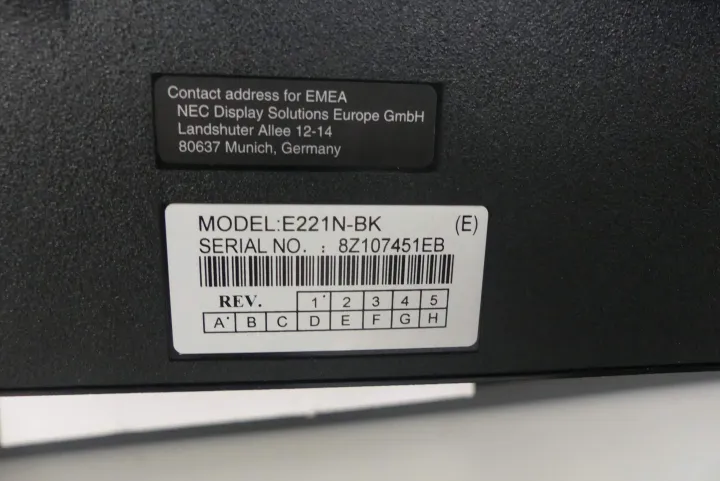 Contact address for EMEA
NEC Display Solutions Europe GmbH
Landshuter Allee 12-14
80637 Munich, Germany
MODEL:E221N-BK (E)
SERIAL NO. : 8Z107451EB
REV. 1 2 3 4 5
A B C D E F G H